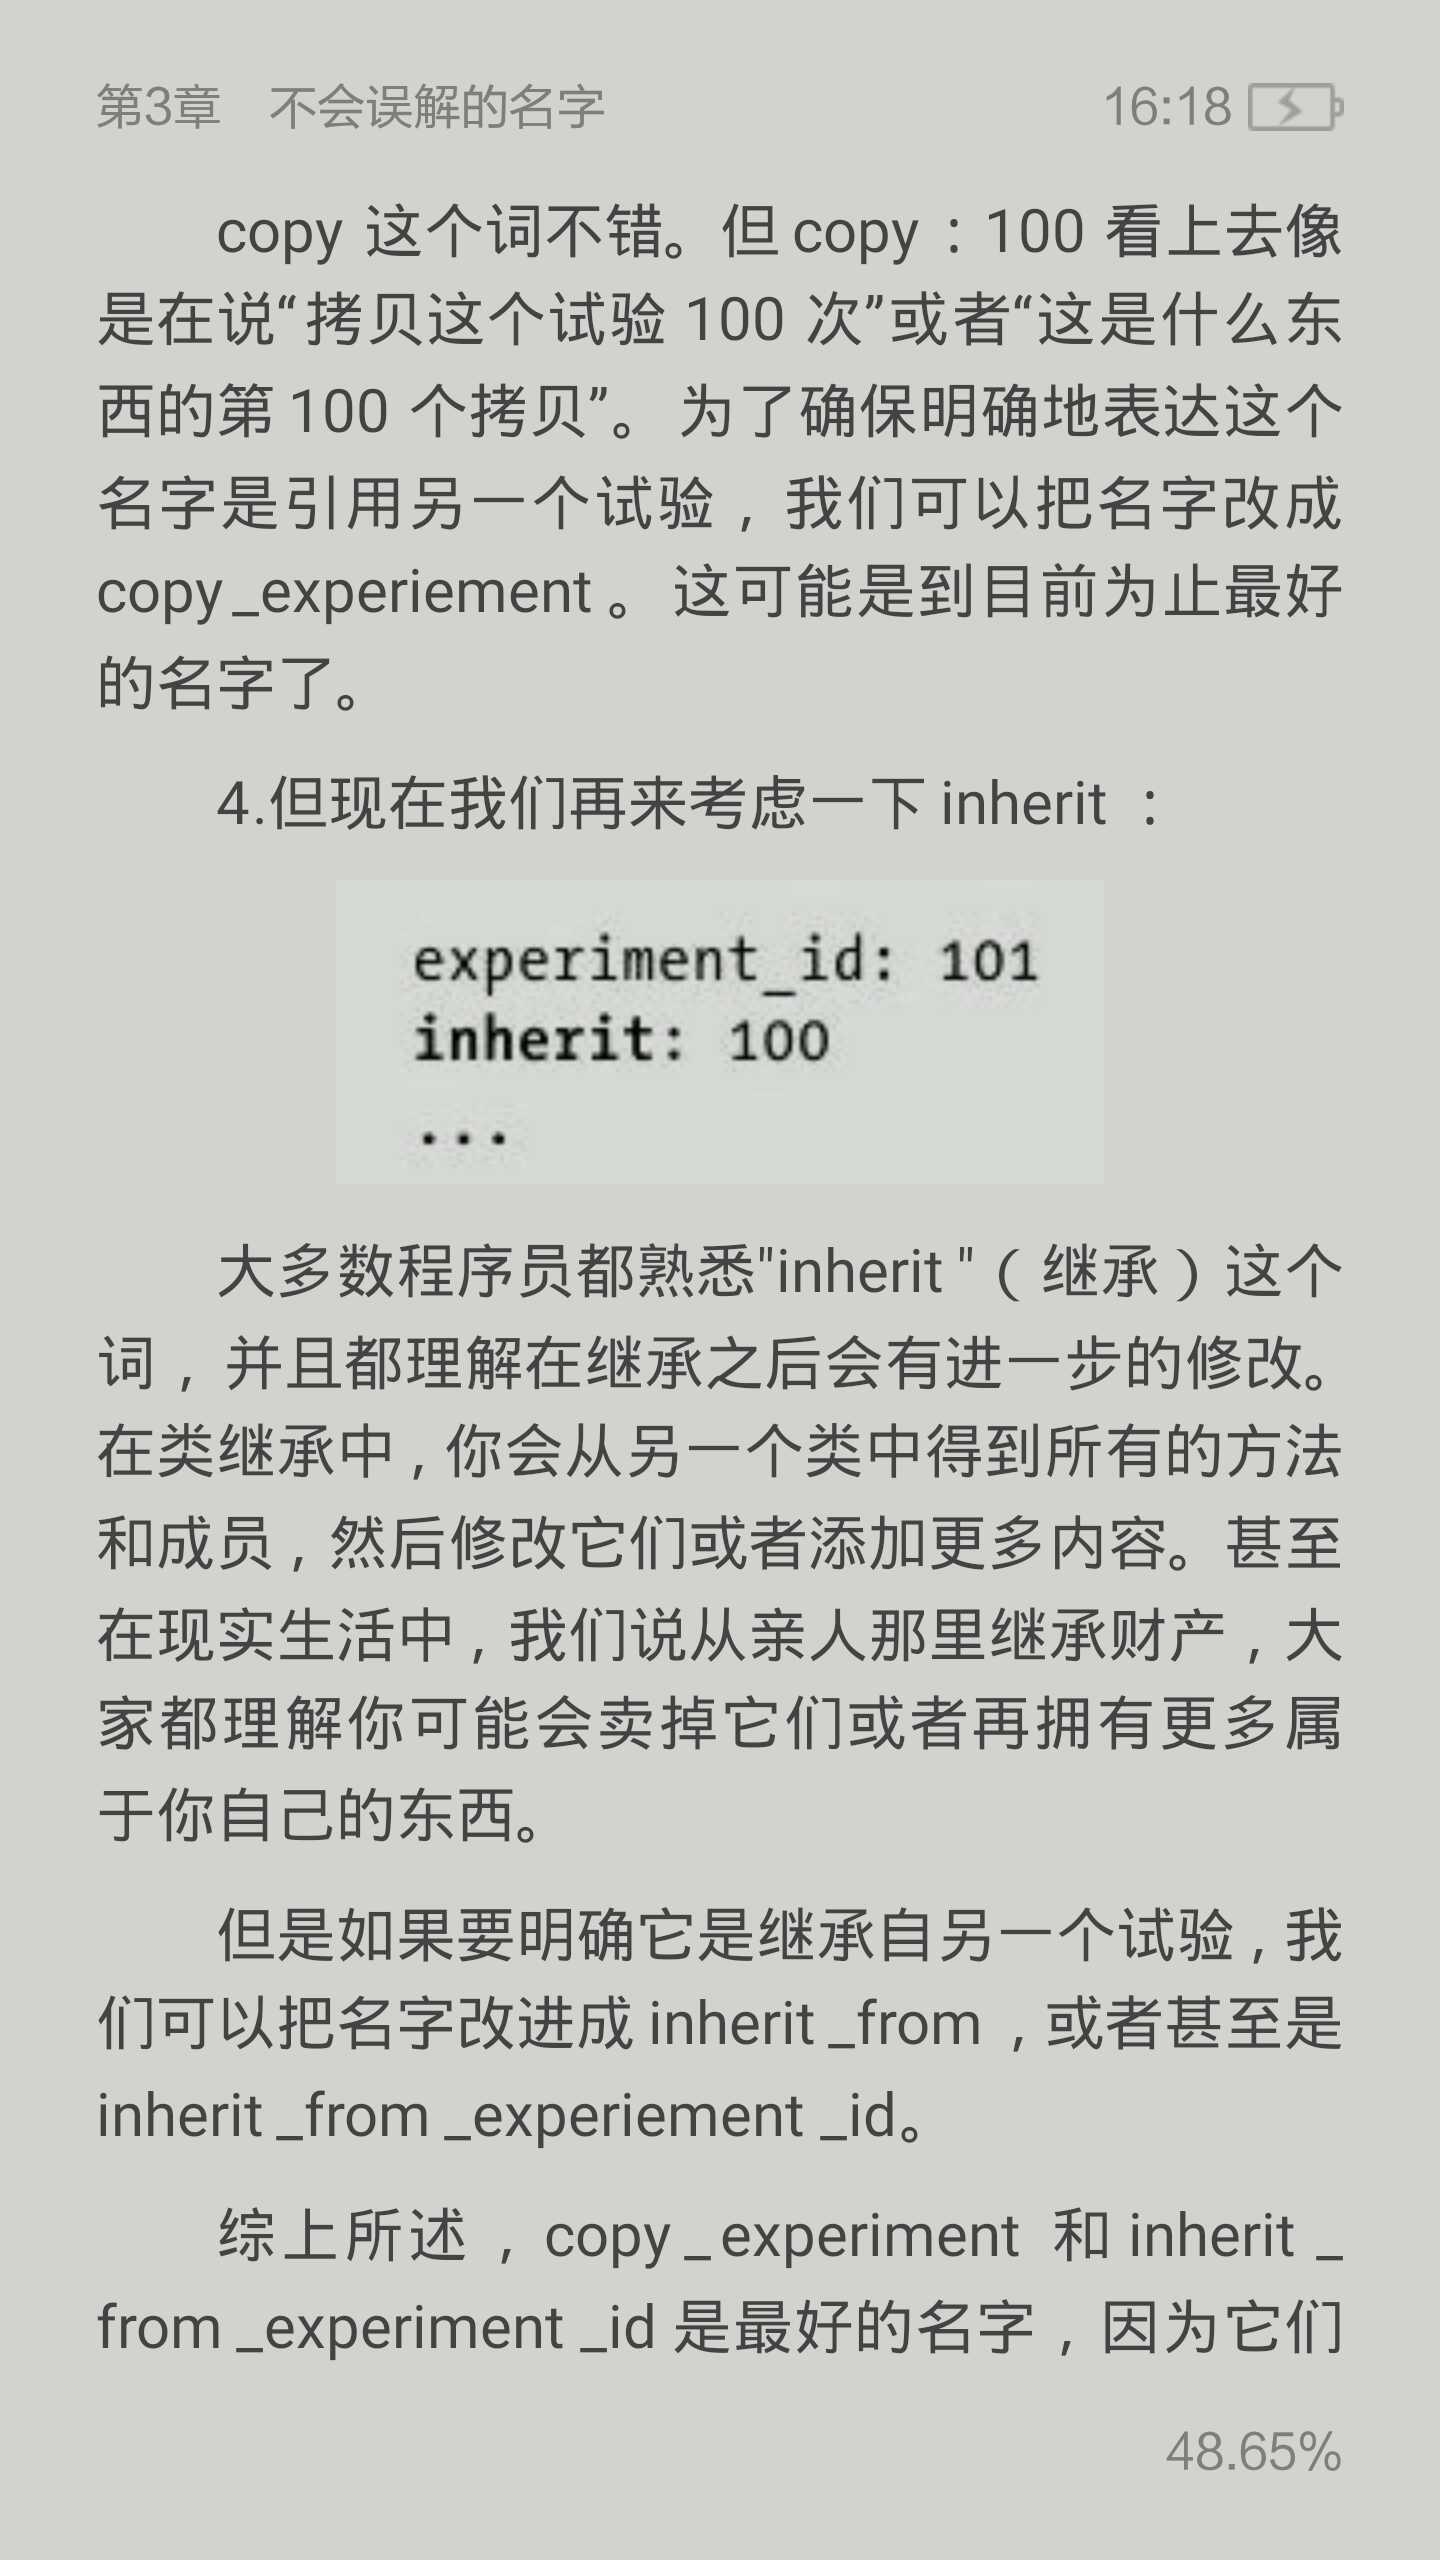 第3章　不会误解的名字
16:18
copy 这个词不错。但 copy ：100 看上去像
是在说“拷贝这个试验 100 次”或者“这是什么东
西的第 100 个拷贝”。为了确保明确地表达这个
名字是引用另一个试验，我们可以把名字改成
copy _experiement 。这可能是到目前为止最好
的名字了。
4.但现在我们再来考虑一下 inherit ：
experiment_id: 101
inherit: 100
...
大多数程序员都熟悉"inherit "（继承）这个
词，并且都理解在继承之后会有进一步的修改。
在类继承中，你会从另一个类中得到所有的方法
和成员，然后修改它们或者添加更多内容。甚至
在现实生活中，我们说从亲人那里继承财产，大
家都理解你可能会卖掉它们或者再拥有更多属
于你自己的东西。
但是如果要明确它是继承自另一个试验，我
们可以把名字改进成 inherit _from ，或者甚至是
inherit _from _experiement _id。
综上所述，copy _experiment 和 inherit _
from _experiment _id 是最好的名字，因为它们
48.65%